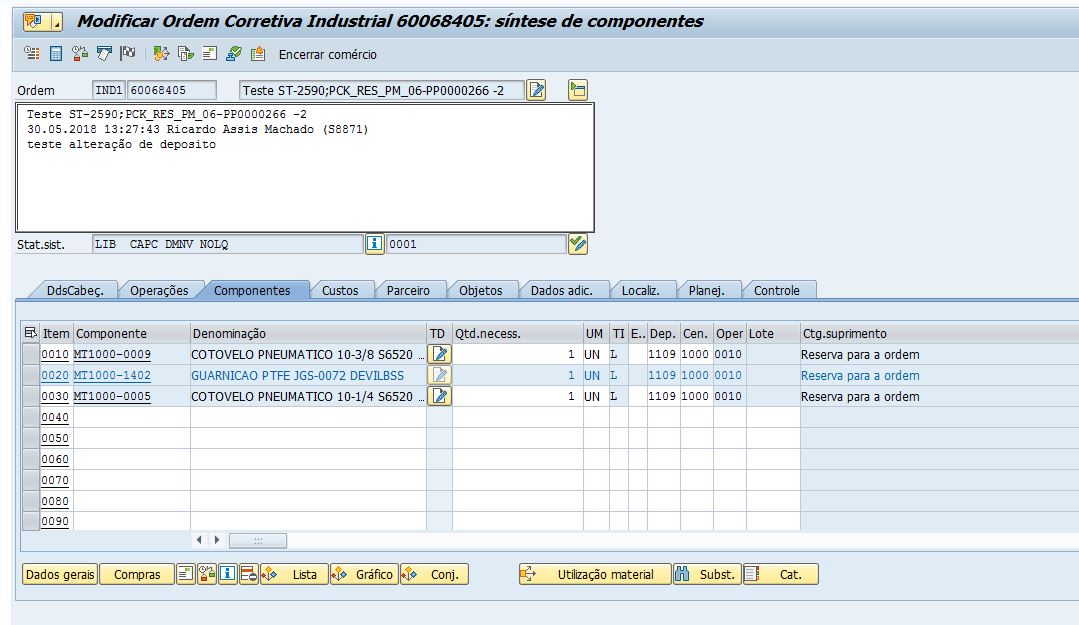 Modificar Ordem Corretiva Industrial 60068405: síntese de componentes
Encerrar comércio
Ordem IND1 60068405 Teste ST-2590;PCK_RES_PM_06-PP0000266 -2
Teste ST-2590;PCK_RES_PM_06-PP0000266 -2
30.05.2018 13:27:43 Ricardo Assis Machado (S8871)
teste alteração de deposito
Stat.sist. LIB CAPC DMNV NOLQ 0001
DdsCabeç. Operações Componentes Custos Parceiro Objetos Dados adic. Localiz. Planej. Controle
Item Componente Denominação TD Qtd.necess. UM TI E.. Dep. Cen. Oper Lote Ctg.suprimento
0010 MT1000-0009 COTOVELO PNEUMATICO 10-3/8 S6520 ... 1 UN L 1109 1000 0010 Reserva para a ordem
0020 MT1000-1402 GUARNICAO PTFE JGS-0072 DEVILBSS 1 UN L 1109 1000 0010 Reserva para a ordem
0030 MT1000-0005 COTOVELO PNEUMATICO 10-1/4 S6520 ... 1 UN L 1109 1000 0010 Reserva para a ordem
0040
0050
0060
0070
0080
0090
Dados gerais Compras Lista Gráfico Conj. Utilização material Subst. Cat.